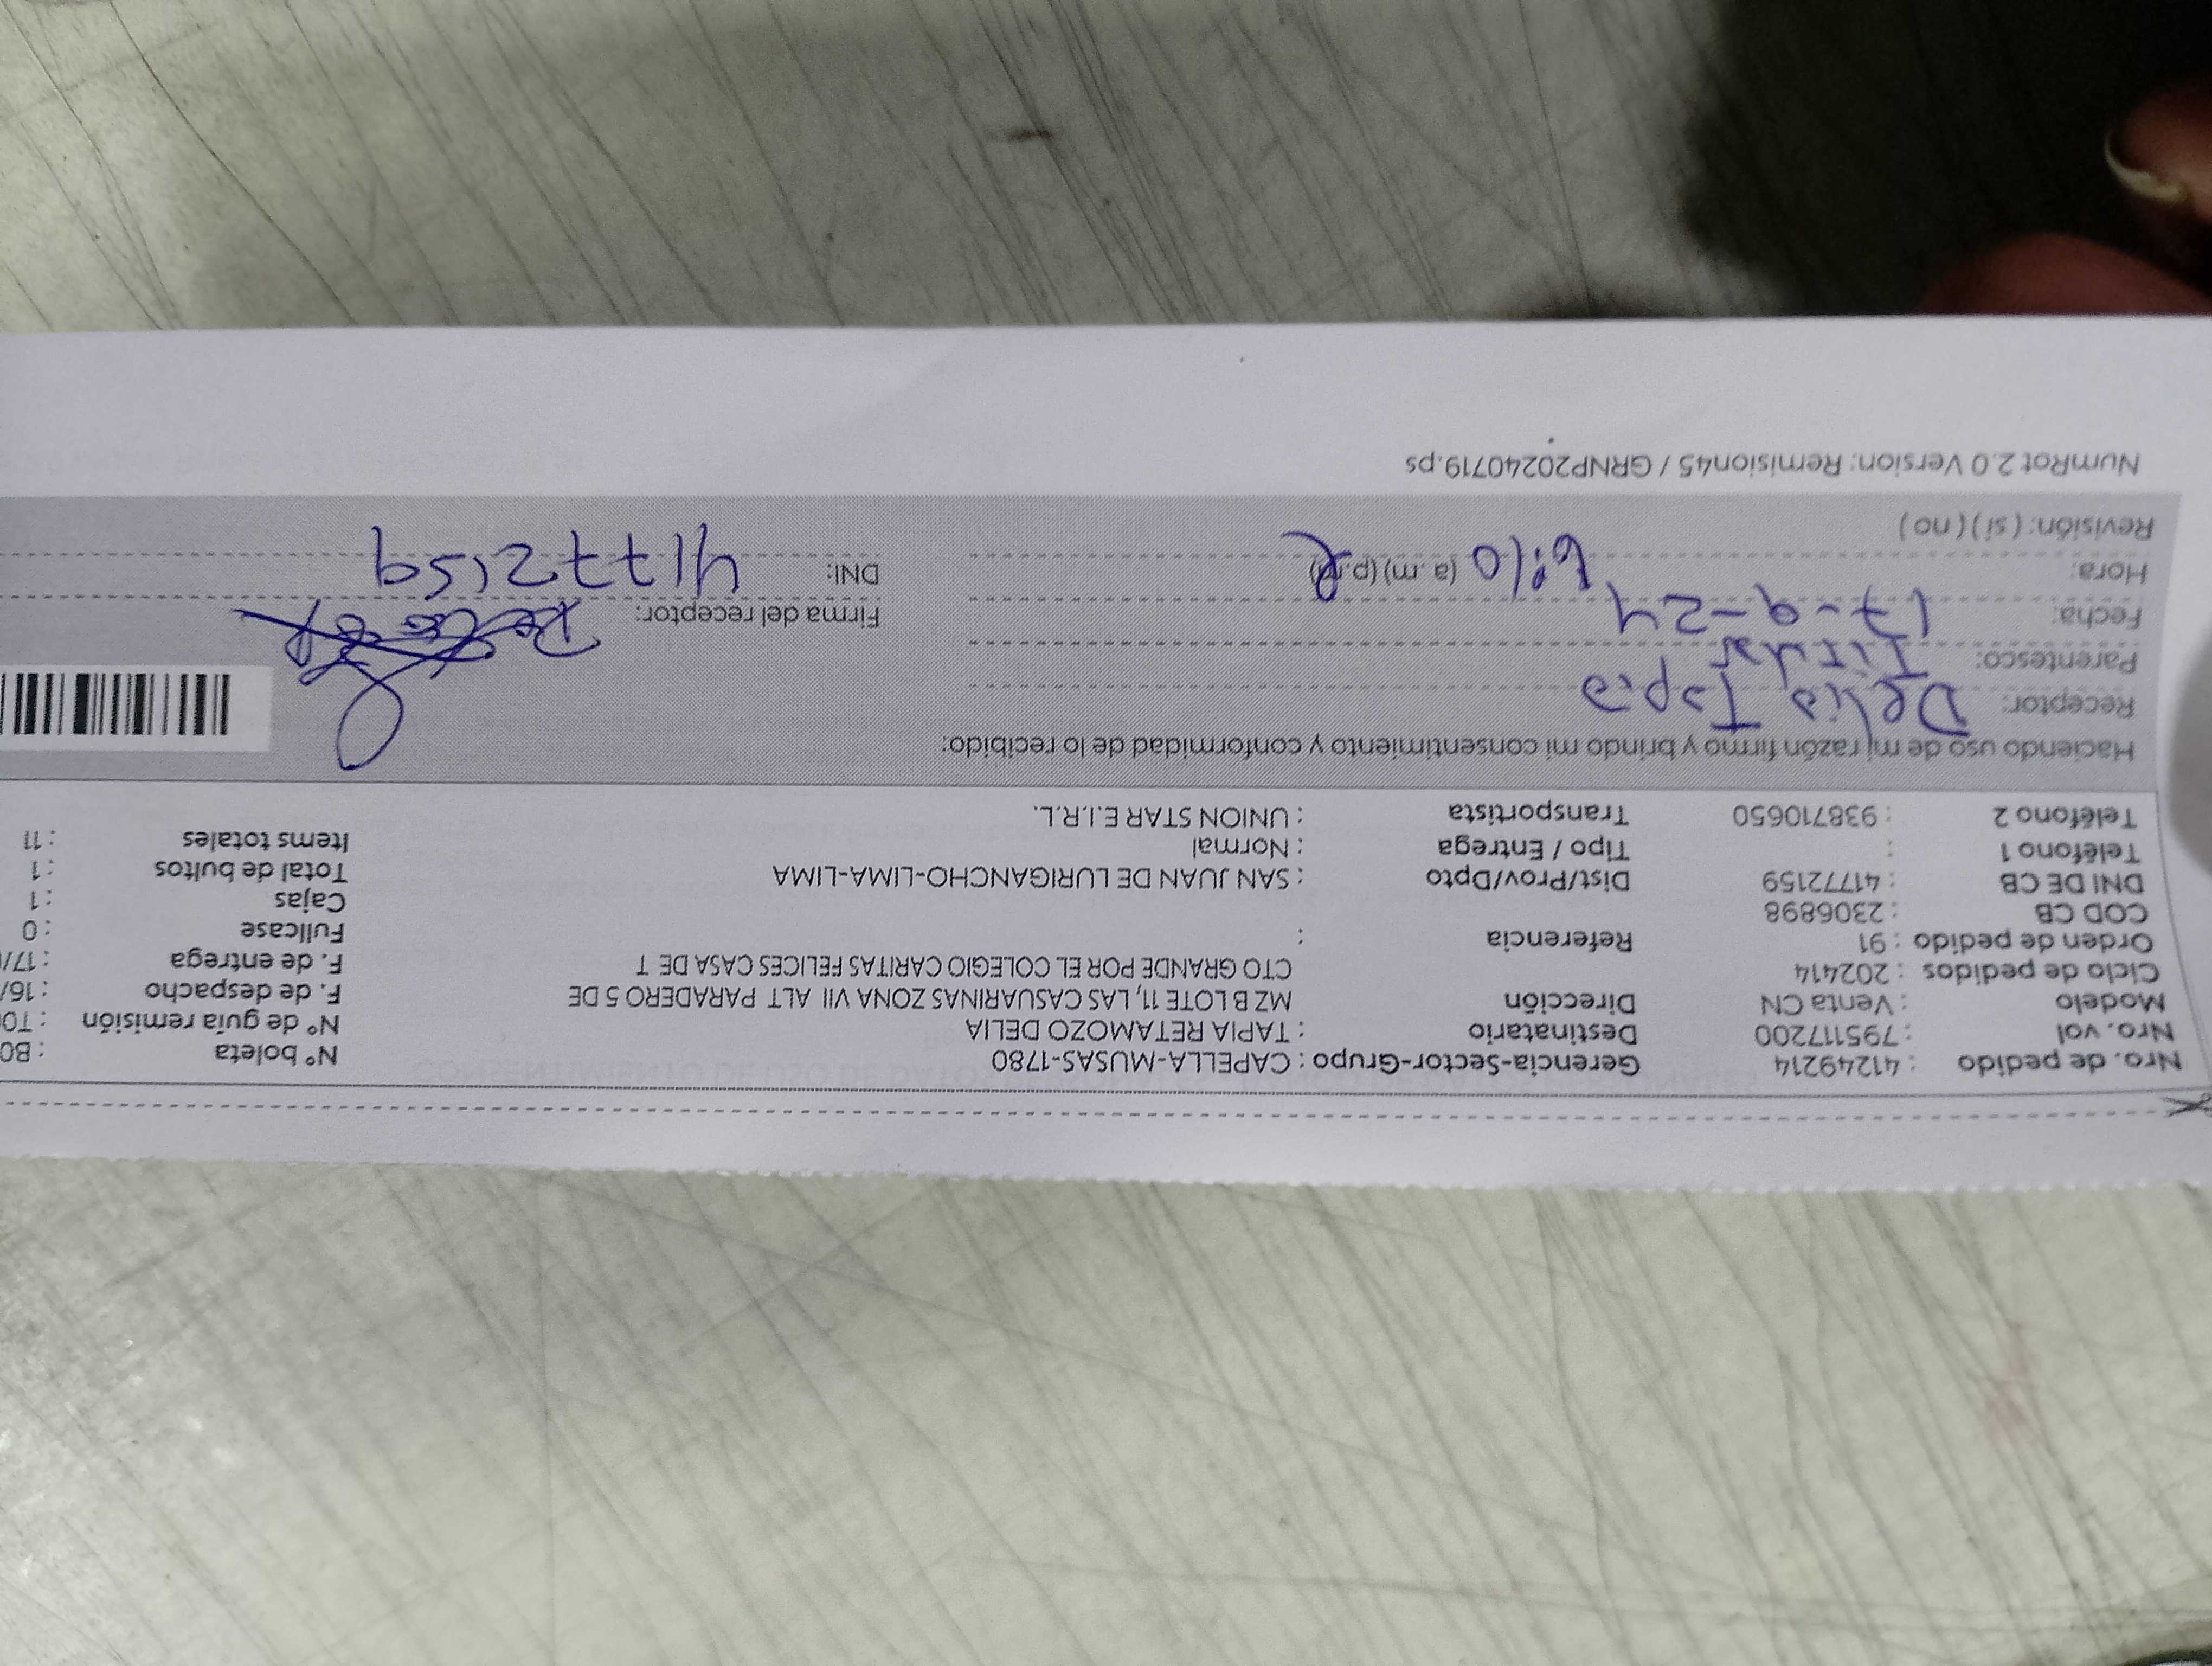 Nro. de pedido : 41249214 Gerencia-Sector-Grupo : CAPELLA-MUSAS-1780 N° boleta : B0
Nro. vol : 795117200 Destinatario : TAPIA RETAMOZO DELIA N° de guía remisión : T0
Modelo : Venta CN Dirección MZ B LOTE 11, LAS CASUARINAS ZONA VII ALT PARADERO 5 DE F. de despacho : 16/
Ciclo de pedidos : 202414 CTO GRANDE POR EL COLEGIO CARITAS FELICES CASA DE T F. de entrega : 17/
Orden de pedido : 91 Referencia : Fullcase : 0
COD CB : 2306898 Cajas : 1
DNI DE CB : 41772159 Dist/Prov/Dpto : SAN JUAN DE LURIGANCHO-LIMA-LIMA Total de bultos : 1
Teléfono 1 : Tipo / Entrega : Normal Items totales : 11
Teléfono 2 : 938710650 Transportista : UNION STAR E.I.R.L.
Haciendo uso de mi razón firmo y brindo mi consentimiento y conformidad de lo recibido:
Receptor: Delia Tapia
Parentesco:
Fecha: 17-9-24 Firma del receptor:
Hora: 6:10 (a.m) (p.m) DNI: 41772159
Revisión: (si) (no)
NumRot 2.0 Version: Remision45 / GRNP20240719.ps